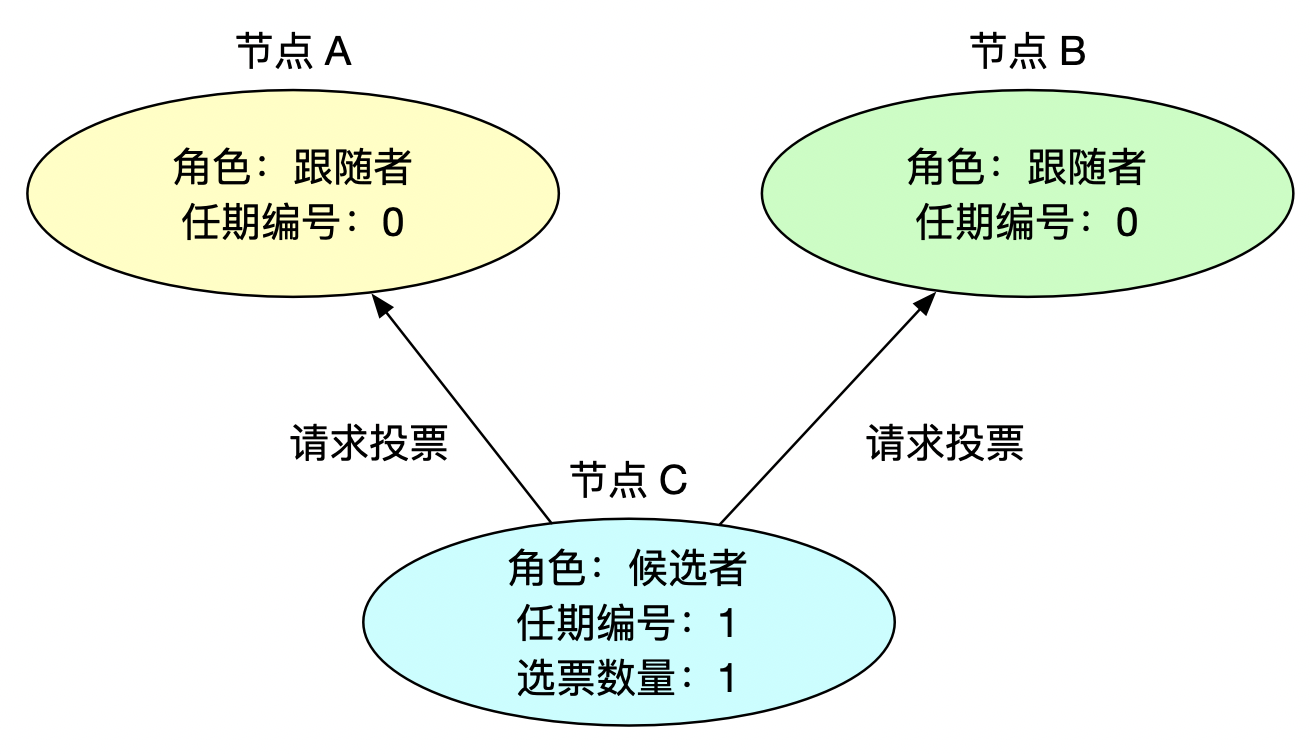 节点 A
角色：跟随者
任期编号：0
节点 B
角色：跟随者
任期编号：0
请求投票
请求投票
节点 C
角色：候选者
任期编号：1
选票数量：1